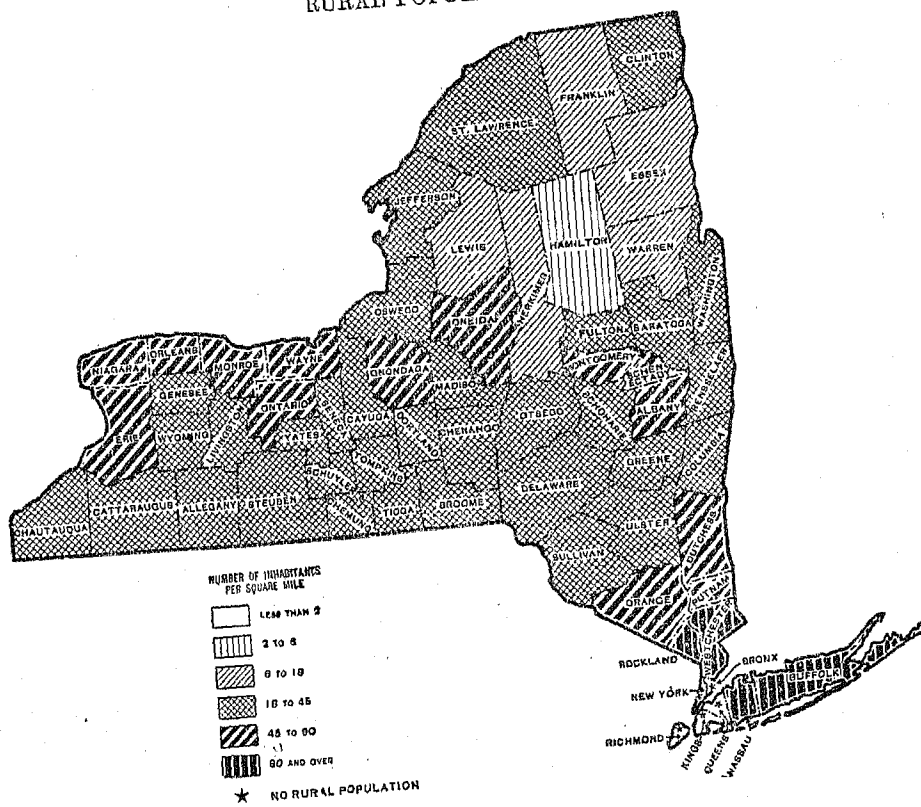 RURAL
CLINTON
FRANKLIN
ST. LAWRENCE
ESSEX
JEFFERSON
LEWIS
HAMILTON
WARREN
HERKIMER
WASHINGTON
OSWEGO
ONEIDA
FULTON
SARATOGA
NIAGARA
ORLEANS
MONROE
WAYNE
ONONDAGA
MADISON
MONTGOMERY
SCHENECTADY
RENSSELAER
GENESEE
ONTARIO
SENECA
CAYUGA
OTSEGO
SCHOHARIE
ALBANY
ERIE
WYOMING
LIVINGSTON
YATES
CORTLAND
CHENANGO
SCHUYLER
TOMPKINS
GREENE
COLUMBIA
CHAUTAUQUA
CATTARAUGUS
ALLEGANY
STEUBEN
CHEMUNG
TIOGA
BROOME
DELAWARE
ULSTER
DUTCHESS
SULLIVAN
ORANGE
PUTNAM
WESTCHESTER
ROCKLAND
BRONX
SUFFOLK
NEW YORK
RICHMOND
KINGS
QUEENS
NASSAU
NUMBER OF INHABITANTS
PER SQUARE MILE
LESS THAN 2
2 TO 6
6 TO 18
18 TO 45
45 TO 90
90 AND OVER
NO RURAL POPULATION